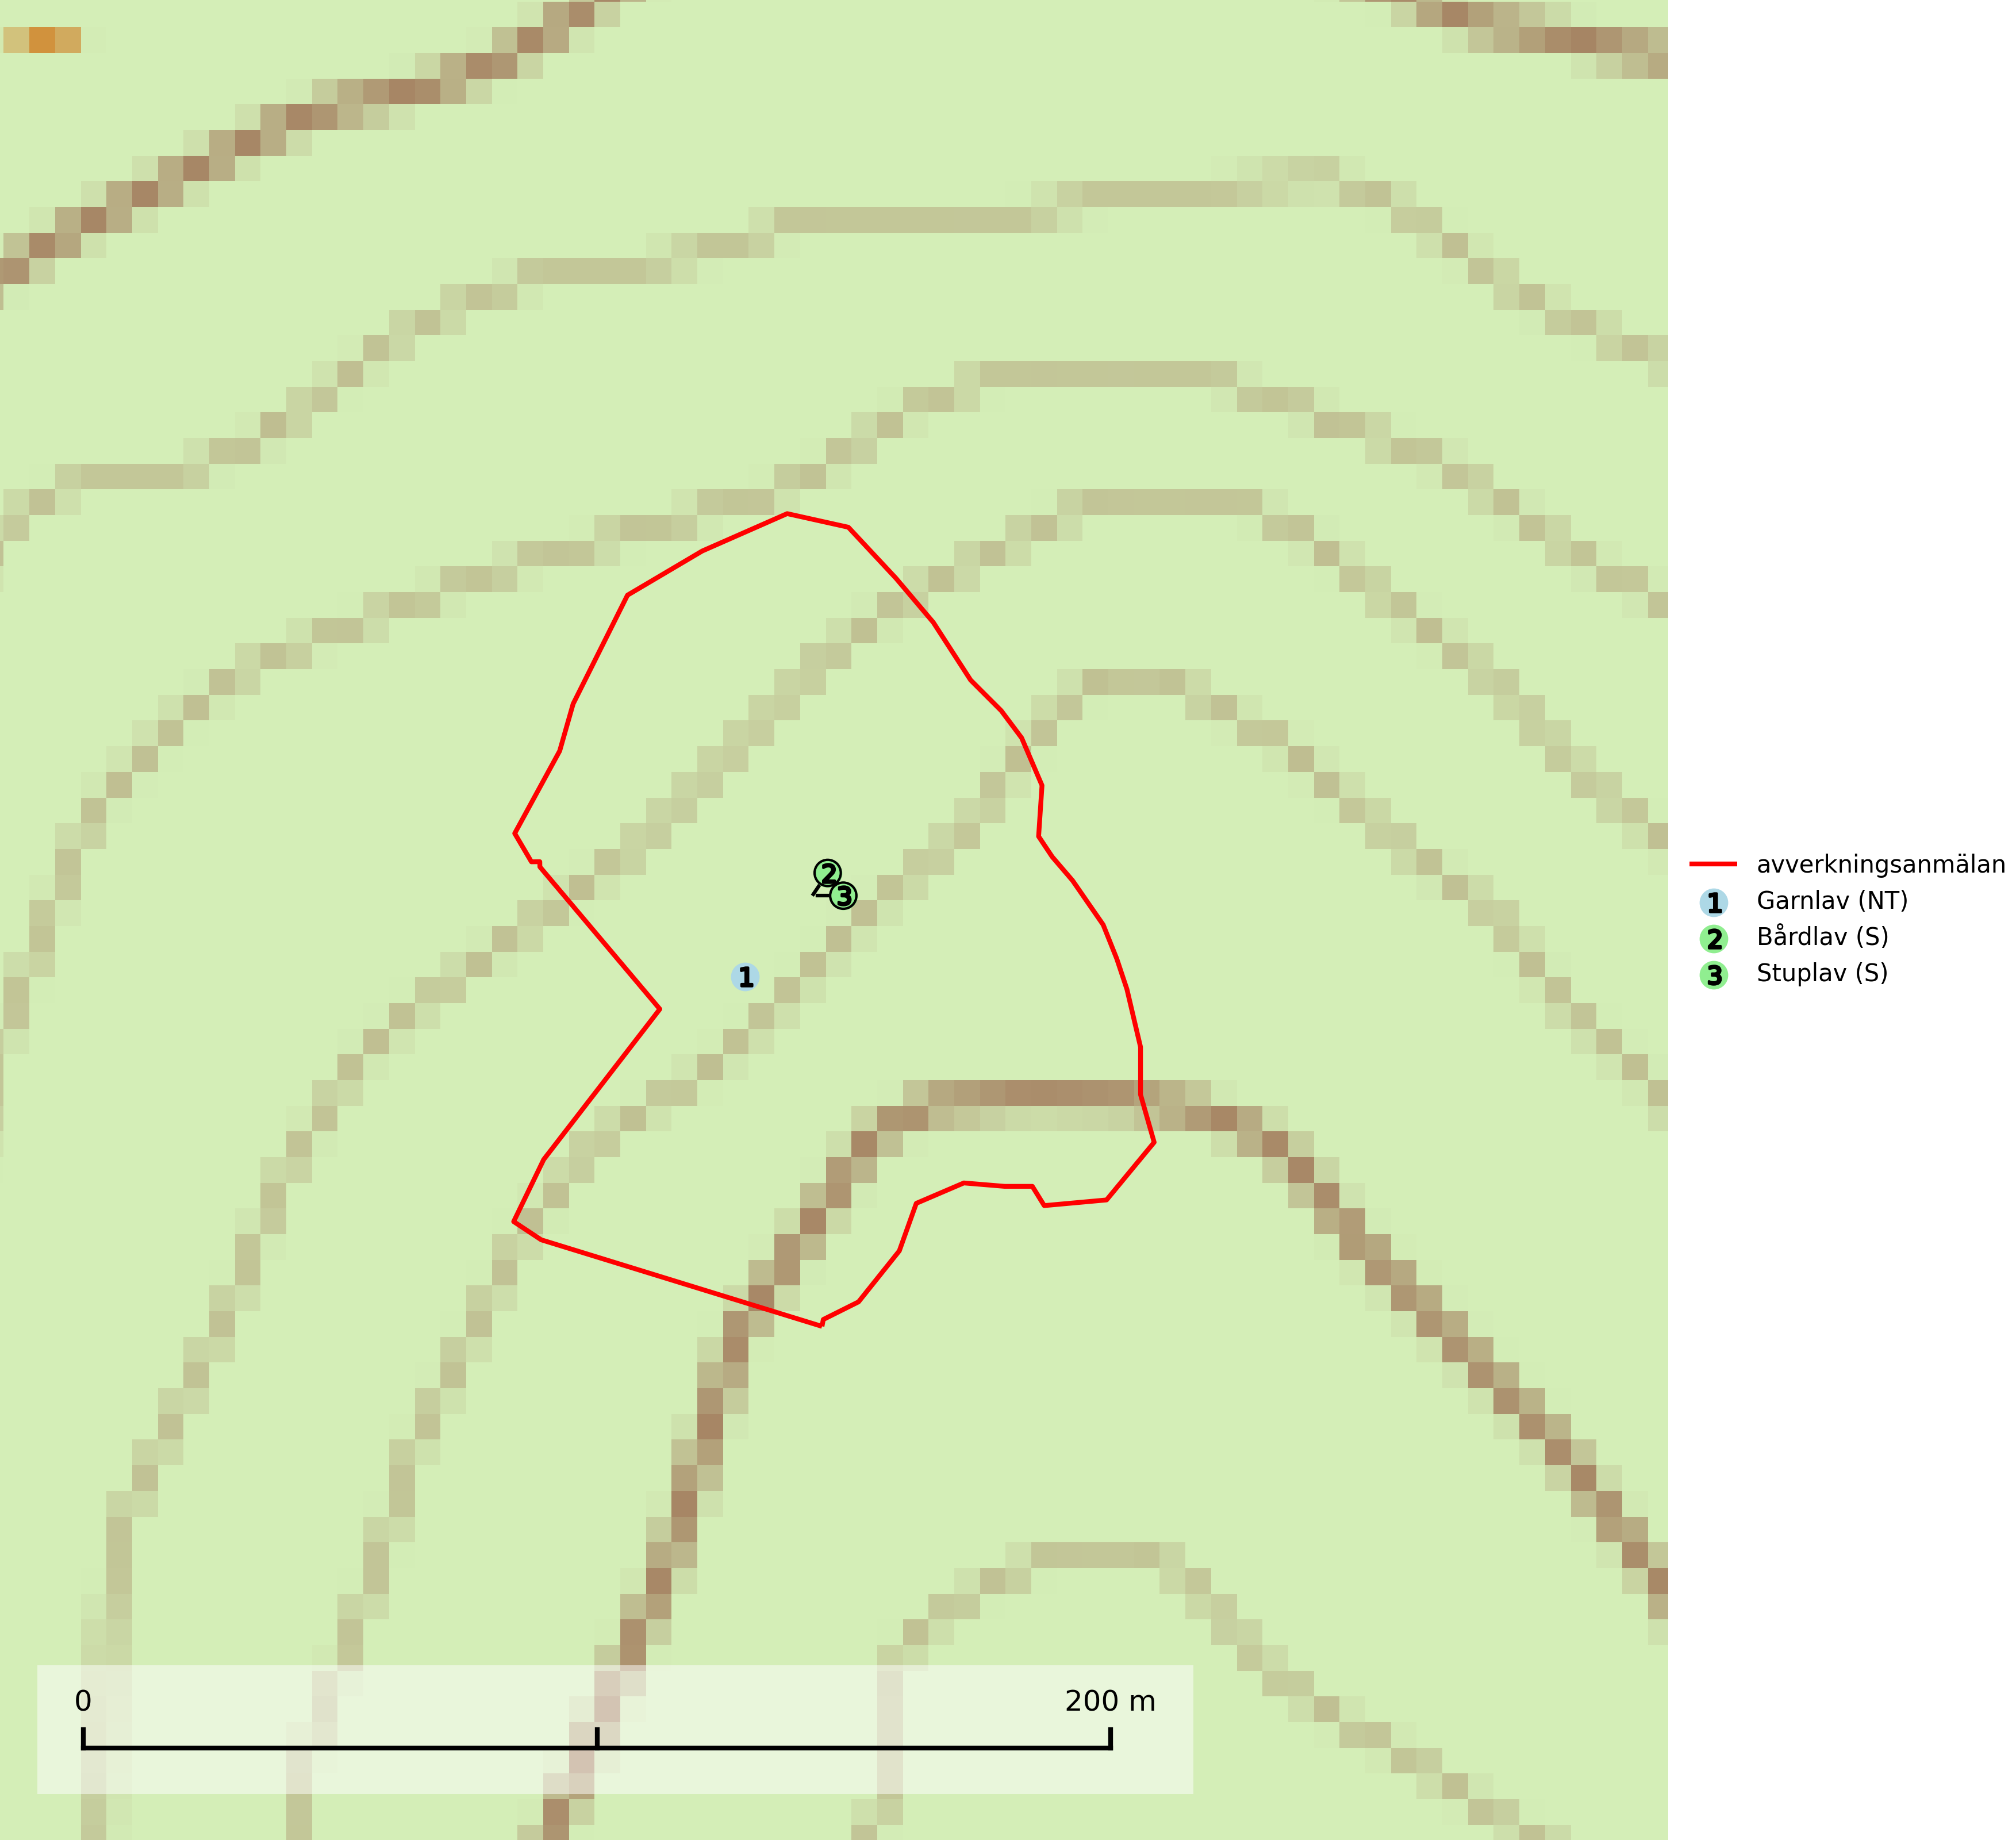 2
3
1
avverkningsanmälan
1 Garnlav (NT)
2 Bårdlav (S)
3 Stuplav (S)
0 200 m